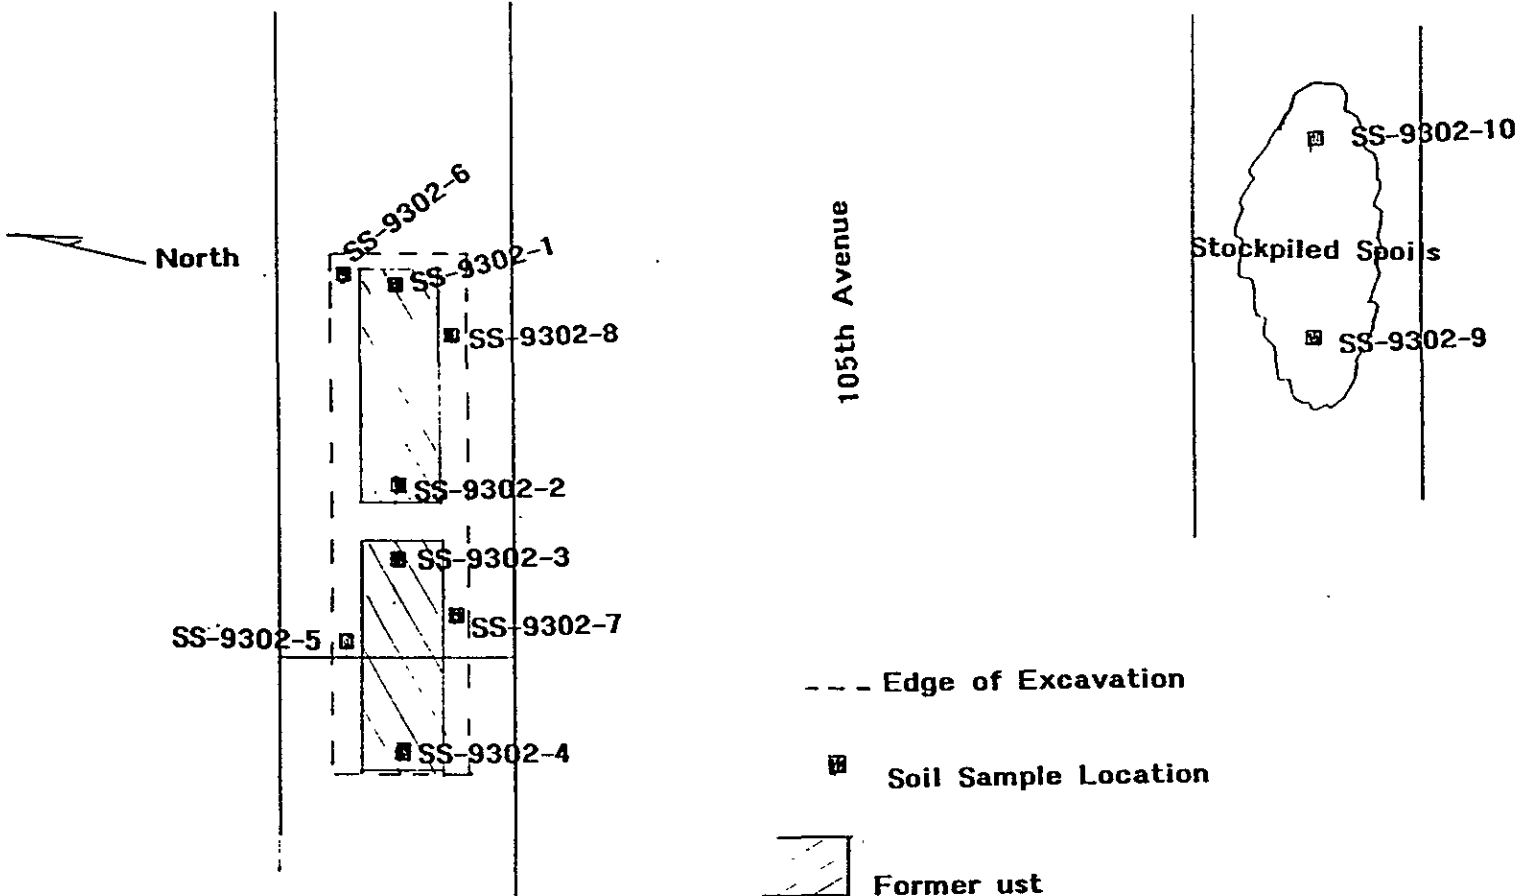 SS-9302-10
SS-9302-6
North
SS-9302-1
Stockpiled Spoils
105th Avenue
SS-9302-8
SS-9302-9
SS-9302-2
SS-9302-3
SS-9302-7
SS-9302-5
Edge of Excavation
SS-9302-4
Soil Sample Location
Former ust